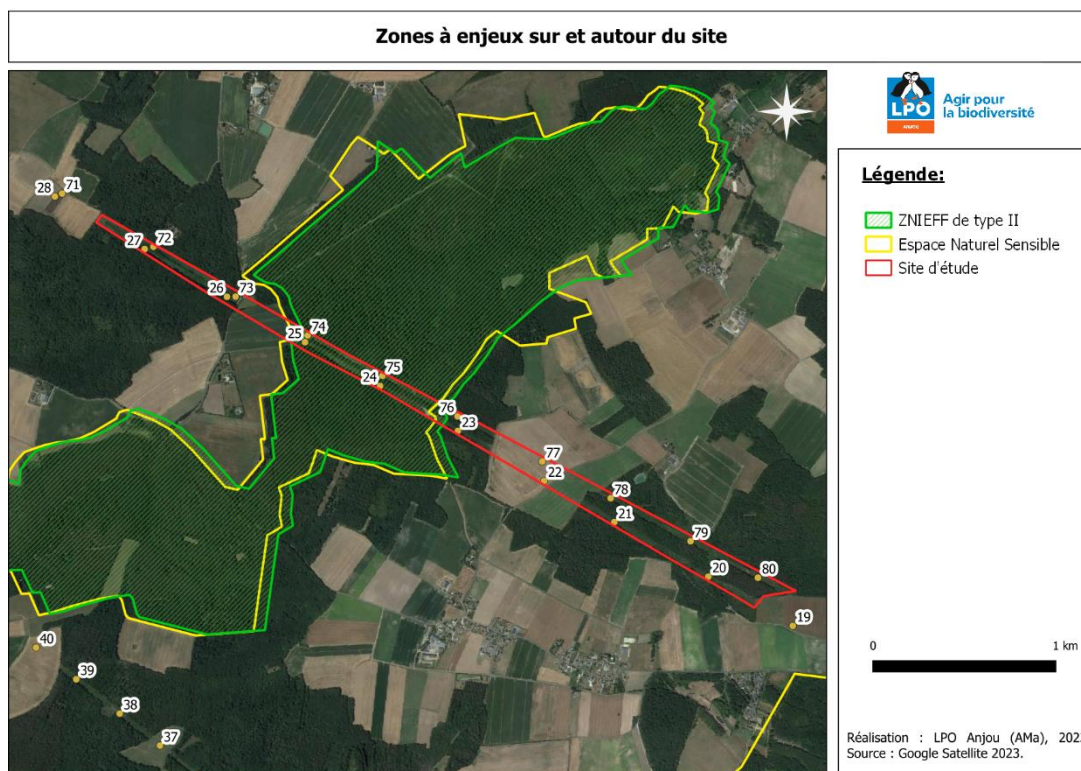 Zones à enjeux sur et autour du site
LPO
ANJOU
Agir pour
la biodiversité
Légende:
ZNIEFF de type II
Espace Naturel Sensible
Site d'étude
28
71
27
72
26
73
25
74
24
75
76
23
77
22
78
21
79
20
80
19
40
39
38
37
0
1 km
Réalisation : LPO Anjou (AMa), 202
Source : Google Satellite 2023.